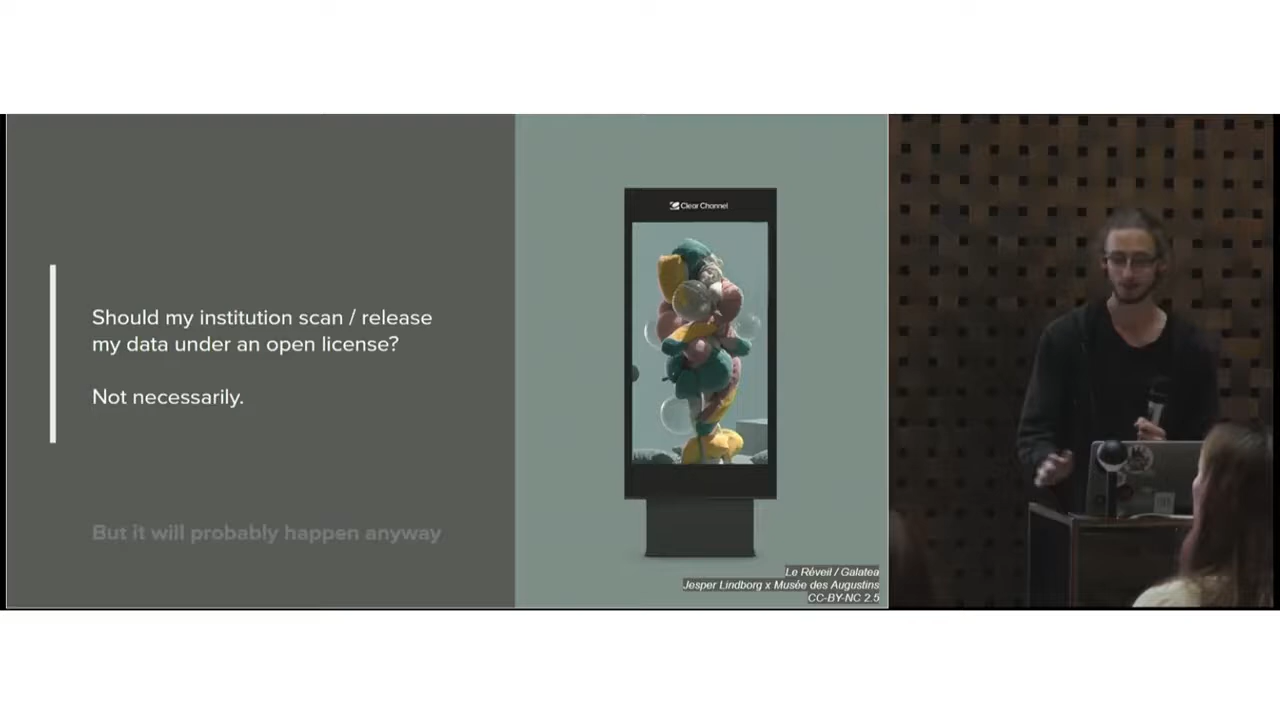 Should my institution scan / release
my data under an open license?
Not necessarily.
But it will probably happen anyway
Clear Channel
Le Réveil / Galatea
Jesper Lindborg x Musée des Augustins
CC-BY-NC 2.5